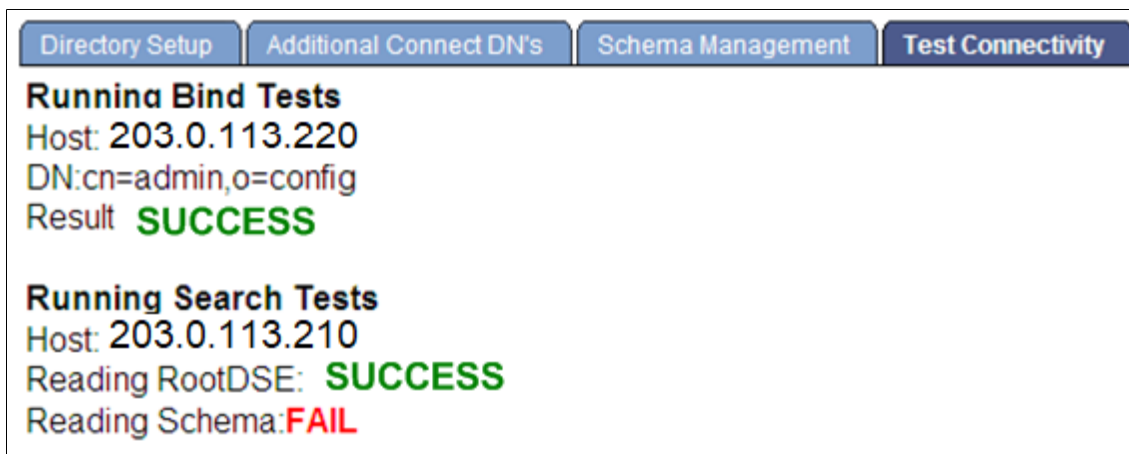 Directory Setup Additional Connect DN's Schema Management Test Connectivity
Running Bind Tests
Host: 203.0.113.220
DN:cn=admin,o=config
Result SUCCESS
Running Search Tests
Host: 203.0.113.210
Reading RootDSE: SUCCESS
Reading Schema:FAIL